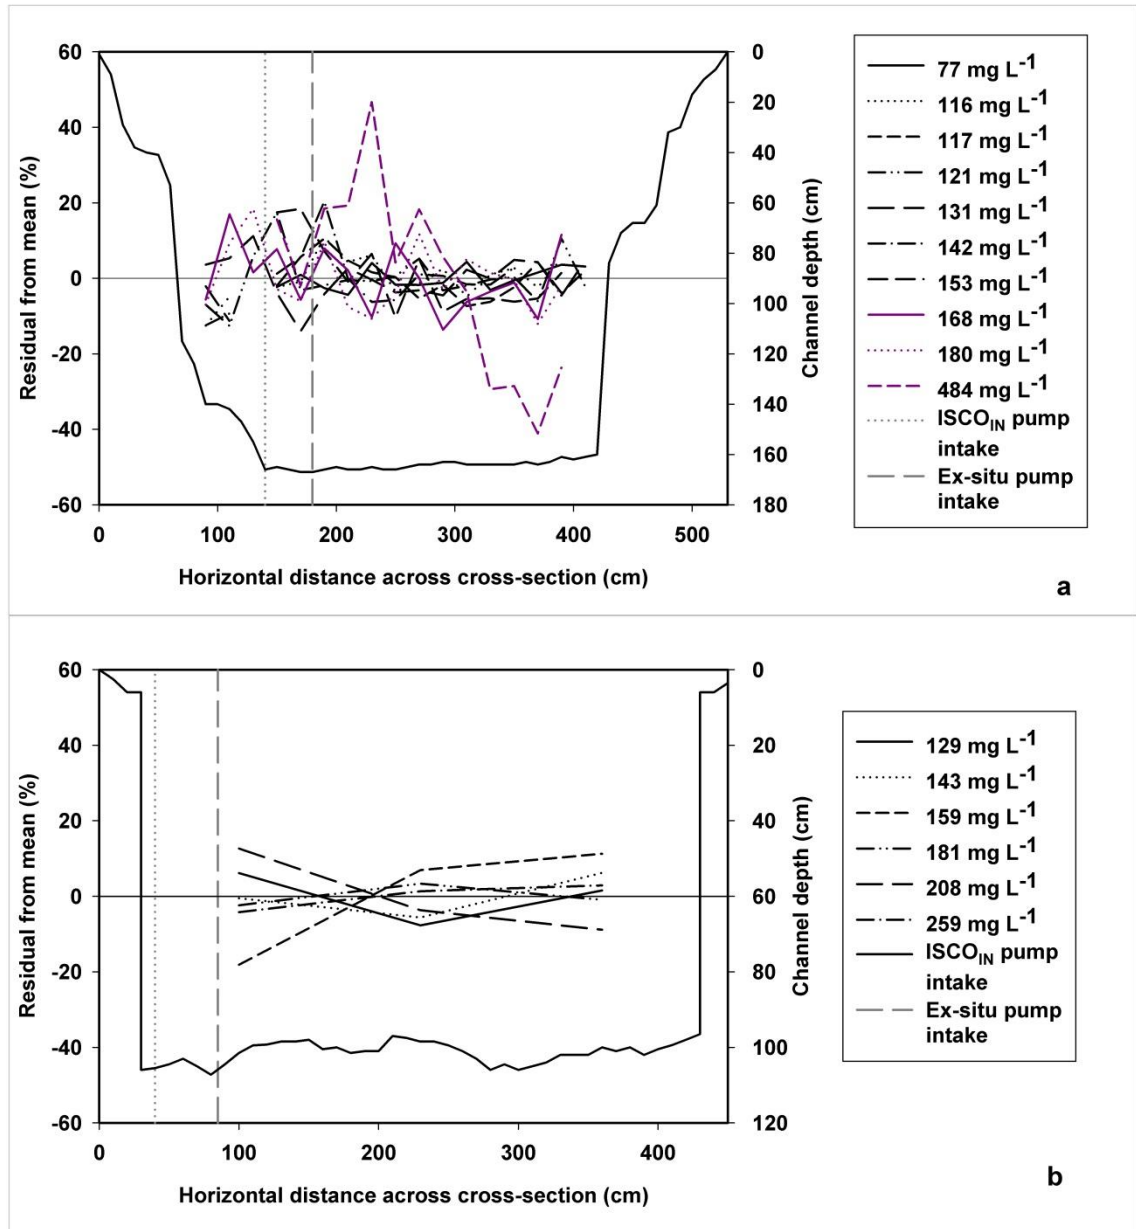 60
40
20
0
-20
-40
-60
Residual from mean (%)
0
20
40
60
80
100
120
140
160
180
Channel depth (cm)
0 100 200 300 400 500
Horizontal distance across cross-section (cm)
77 mg L-1
116 mg L-1
117 mg L-1
121 mg L-1
131 mg L-1
142 mg L-1
153 mg L-1
168 mg L-1
180 mg L-1
484 mg L-1
ISCOIN pump
intake
Ex-situ pump
intake
a
60
40
20
0
-20
-40
-60
Residual from mean (%)
0
20
40
60
80
100
120
Channel depth (cm)
0 100 200 300 400
Horizontal distance across cross-section (cm)
129 mg L-1
143 mg L-1
159 mg L-1
181 mg L-1
208 mg L-1
259 mg L-1
ISCOIN pump
intake
Ex-situ pump
intake
b